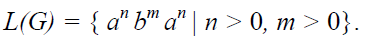 L(G) = { aⁿ bᵐ aⁿ | n > 0, m > 0}.